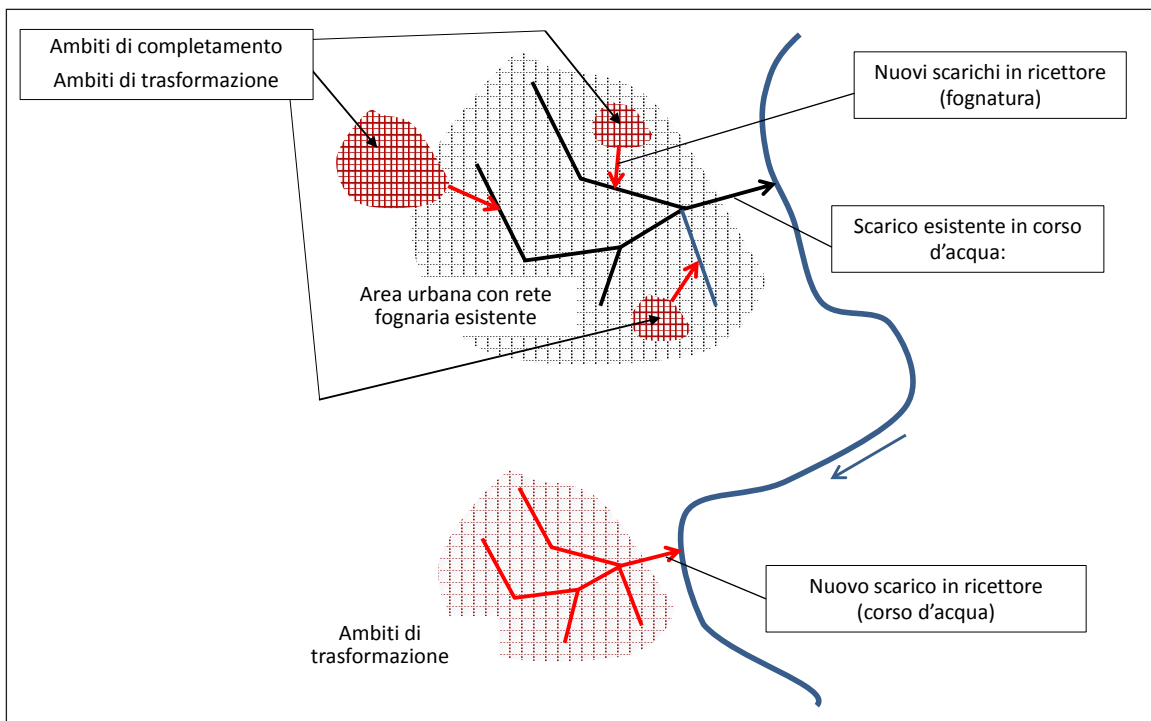 Ambiti di completamento
Ambiti di trasformazione
Nuovi scarichi in ricettore
(fognatura)
Scarico esistente in corso
d'acqua:
Area urbana con rete
fognaria esistente
Nuovo scarico in ricettore
(corso d'acqua)
Ambiti di
trasformazione